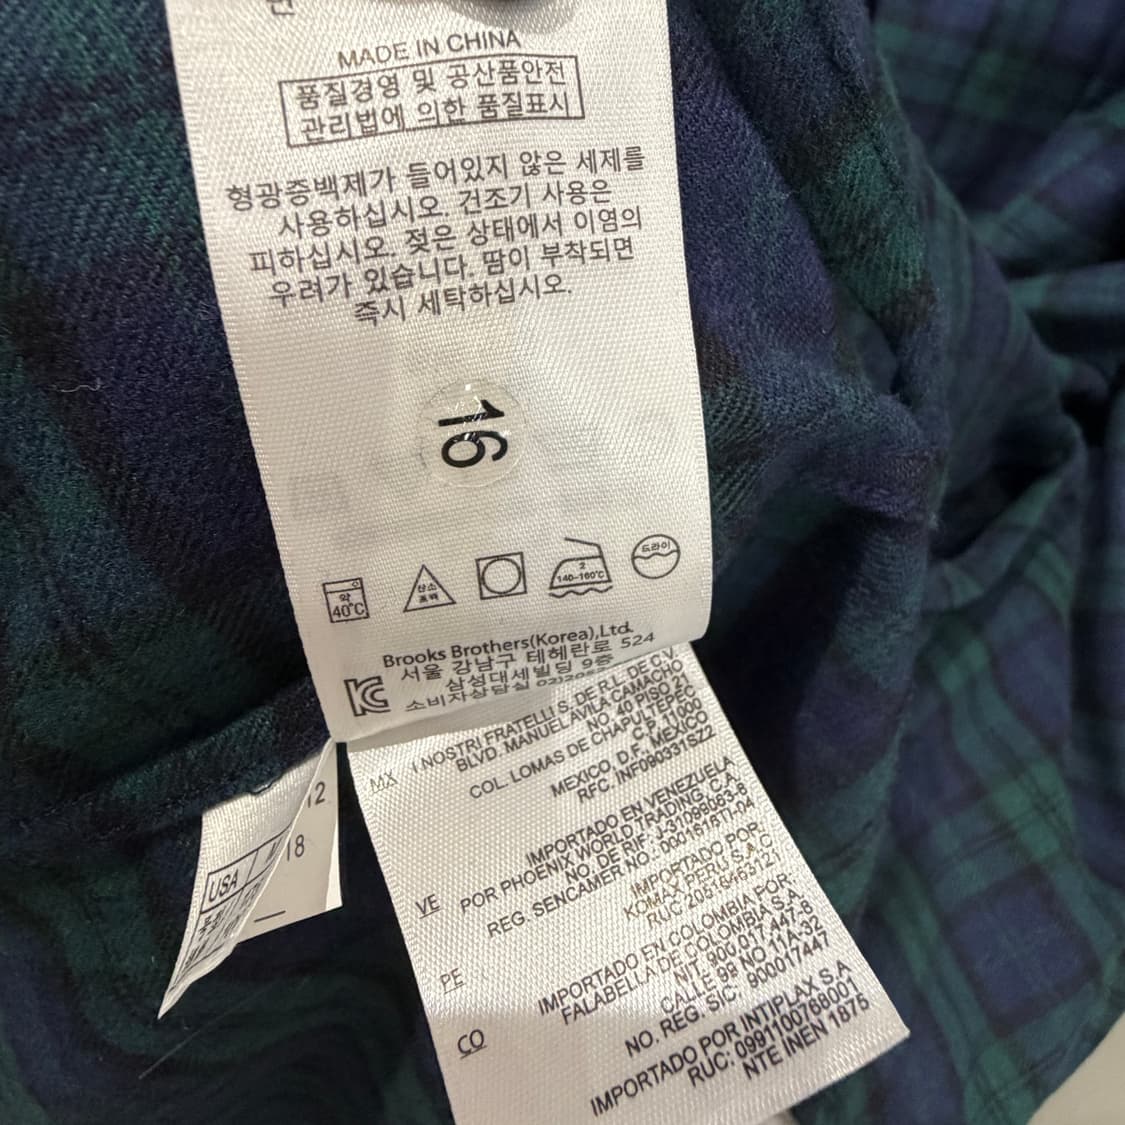 MADE IN CHINA
품질경영 및 공산품안전
관리법에 의한 품질표시
형광증백제가 들어있지 않은 세제를
사용하십시오. 건조기 사용은
피하십시오. 젖은 상태에서 이염의
우려가 있습니다. 땀이 부착되면
즉시 세탁하십시오.
16
약
40℃
산소
표백
2
140-160℃
드라이
Brooks Brothers(Korea),Ltd.
서울 강남구 테헤란로 524
삼성대세빌딩 9층
소비자상담실
MX I NOSTRI FRATELLI S. DE R.L. DE C.V.
BLVD. MANUEL AVILA CAMACHO
NO. 40 PISO 21
COL. LOMAS DE CHAPULTEPEC
C.P. 11000
MEXICO, D.F., MEXICO
RFC. INF090331SZ2
IMPORTADO EN VENEZUELA
VE POR PHOENIX WORLD TRADING, C.A.
NO. DE RIF: J-31098063-8
REG. SENCAMER NO.: 0001618TI-04
IMPORTADO POR:
KOMAX PERU S.A.C
PE RUC 20516463121
IMPORTADO EN COLOMBIA POR:
FALABELLA DE COLOMBIA S.A.
NIT. 900.017.447-8
CO CALLE 99 NO 11A-32
NO. REG. SIC. 900017447
IMPORTADO POR INTIPLAX S.A
RUC: 0991100768001
NTE INEN 1875
12
USA
18